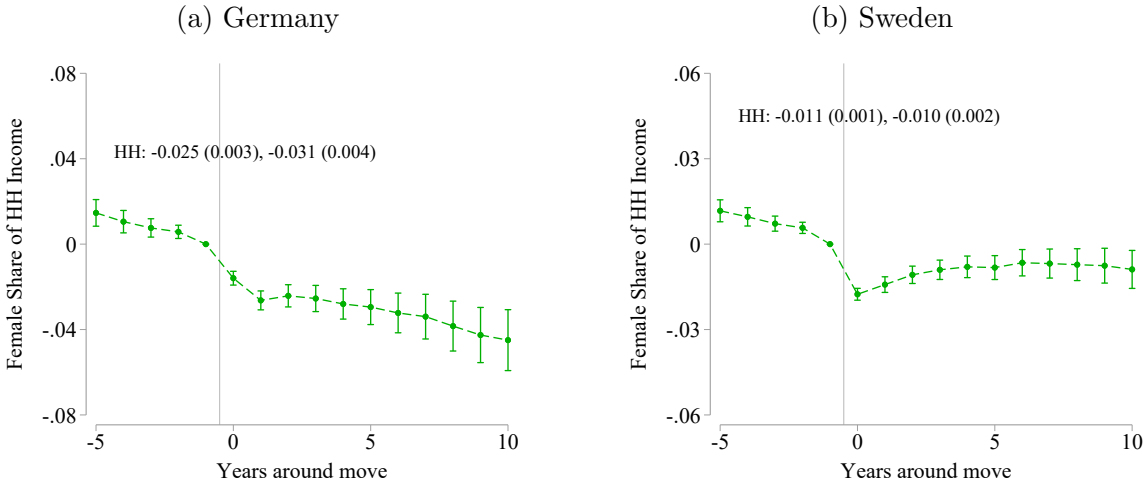 (a) Germany
.08
.04
0
-.04
-.08
Female Share of HH Income
HH: -0.025 (0.003), -0.031 (0.004)
-5
0
5
10
Years around move
(b) Sweden
.06
.03
0
-.03
-.06
Female Share of HH Income
HH: -0.011 (0.001), -0.010 (0.002)
-5
0
5
10
Years around move